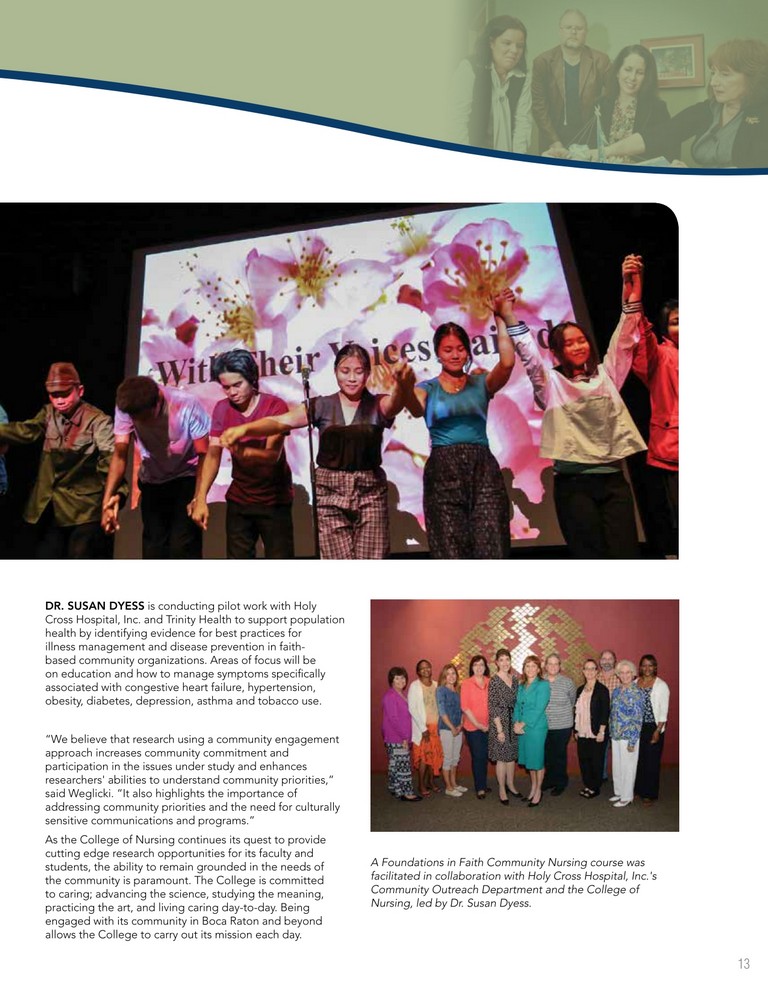 With Their Voices Raised
DR. SUSAN DYESS is conducting pilot work with Holy
Cross Hospital, Inc. and Trinity Health to support population
health by identifying evidence for best practices for
illness management and disease prevention in faith-
based community organizations. Areas of focus will be
on education and how to manage symptoms specifically
associated with congestive heart failure, hypertension,
obesity, diabetes, depression, asthma and tobacco use.
“We believe that research using a community engagement
approach increases community commitment and
participation in the issues under study and enhances
researchers' abilities to understand community priorities,”
said Weglicki. “It also highlights the importance of
addressing community priorities and the need for culturally
sensitive communications and programs.”
As the College of Nursing continues its quest to provide
cutting edge research opportunities for its faculty and
students, the ability to remain grounded in the needs of
the community is paramount. The College is committed
to caring; advancing the science, studying the meaning,
practicing the art, and living caring day-to-day. Being
engaged with its community in Boca Raton and beyond
allows the College to carry out its mission each day.
A Foundations in Faith Community Nursing course was
facilitated in collaboration with Holy Cross Hospital, Inc.'s
Community Outreach Department and the College of
Nursing, led by Dr. Susan Dyess.
13